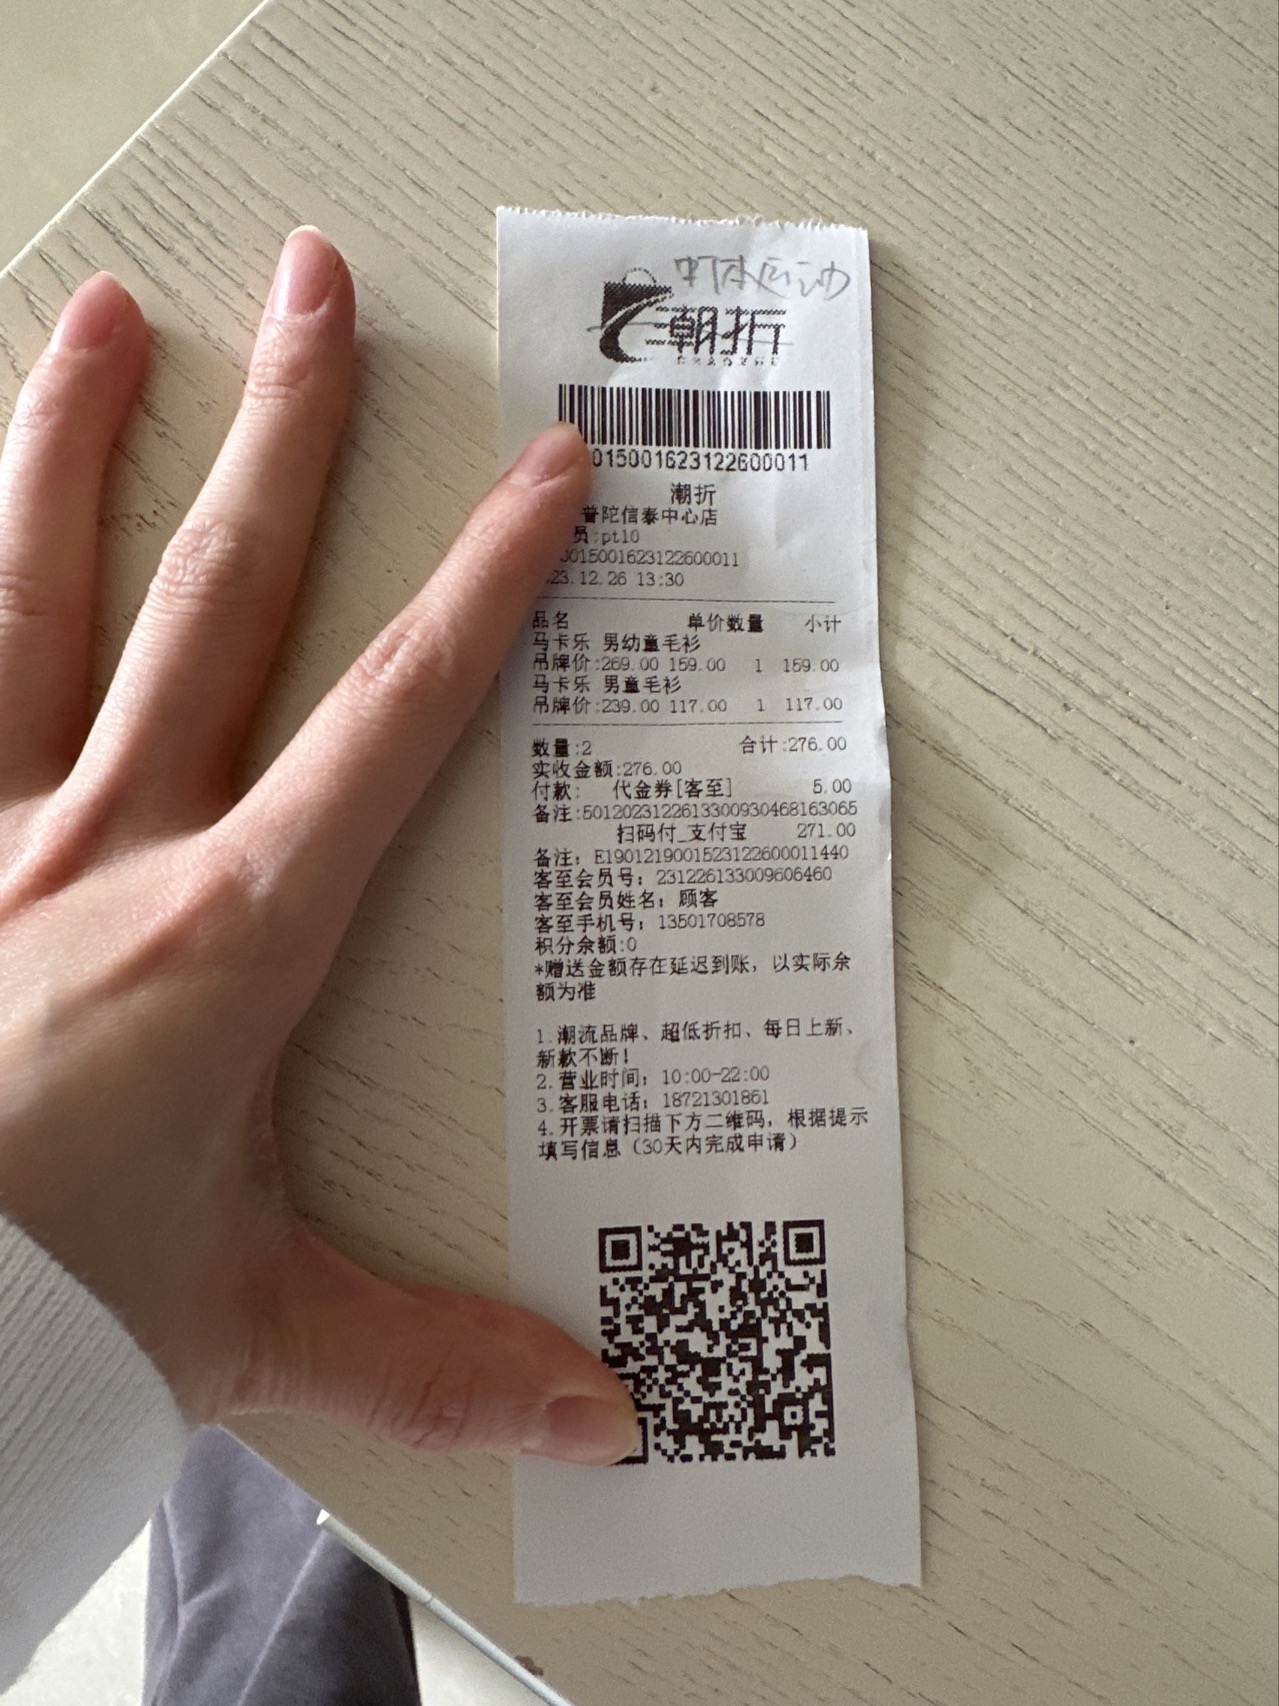 潮折
CHAOZHE
015001623122600011
潮折
普陀信泰中心店
员:pt10
015001623122600011
23.12.26 13:30
品名 单价数量 小计
马卡乐 男幼童毛衫
吊牌价:269.00 159.00 1 159.00
马卡乐 男童毛衫
吊牌价:239.00 117.00 1 117.00
数量:2 合计:276.00
实收金额:276.00
付款: 代金券[客至] 5.00
备注:501202312261330093046816​3065
扫码付_支付宝 271.00
备注: E1901219001523122600011440
客至会员号: 231226133009606460
客至会员姓名: 顾客
客至手机号: 13501708578
积分余额:0
*赠送金额存在延迟到账, 以实际余
额为准
1.潮流品牌、超低折扣、每日上新、
新款不断!
2.营业时间: 10:00-22:00
3.客服电话: 18721301861
4.开票请扫描下方二维码, 根据提示
填写信息 (30天内完成申请)